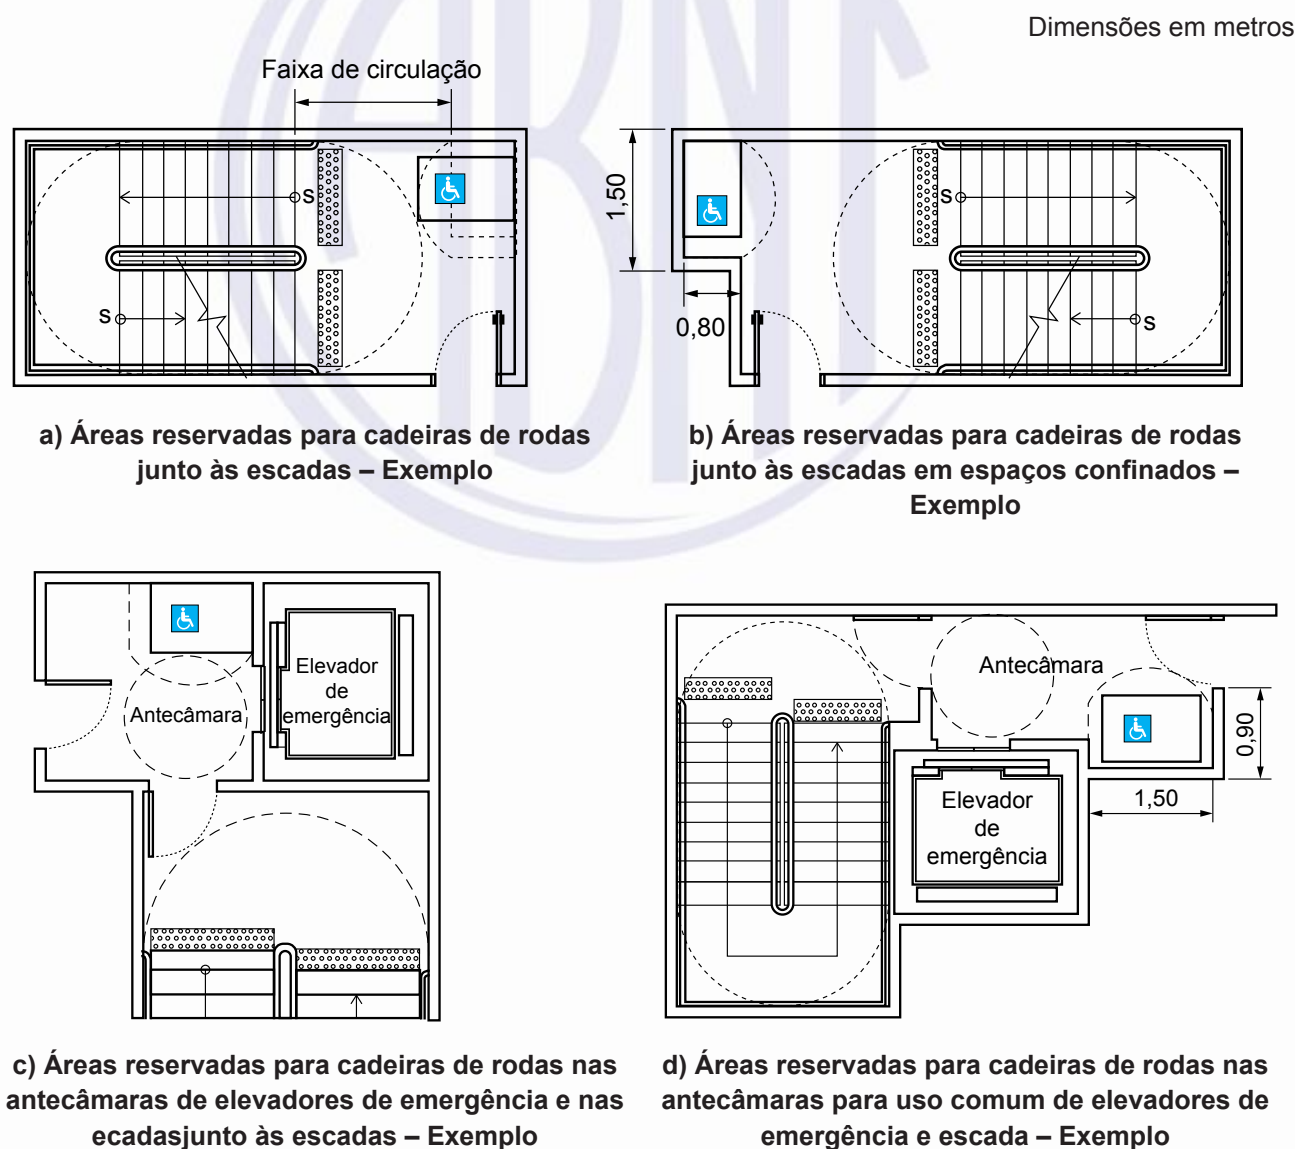 Dimensões em metros
Faixa de circulação
S
S
1,50
0,80
S
S
a) Áreas reservadas para cadeiras de rodas
junto às escadas – Exemplo
b) Áreas reservadas para cadeiras de rodas
junto às escadas em espaços confinados –
Exemplo
Antecâmara
Elevador
de
emergência
Antecâmara
Elevador
de
emergência
0,90
1,50
c) Áreas reservadas para cadeiras de rodas nas
antecâmaras de elevadores de emergência e nas
ecadasjunto às escadas – Exemplo
d) Áreas reservadas para cadeiras de rodas nas
antecâmaras para uso comum de elevadores de
emergência e escada – Exemplo
ABNT